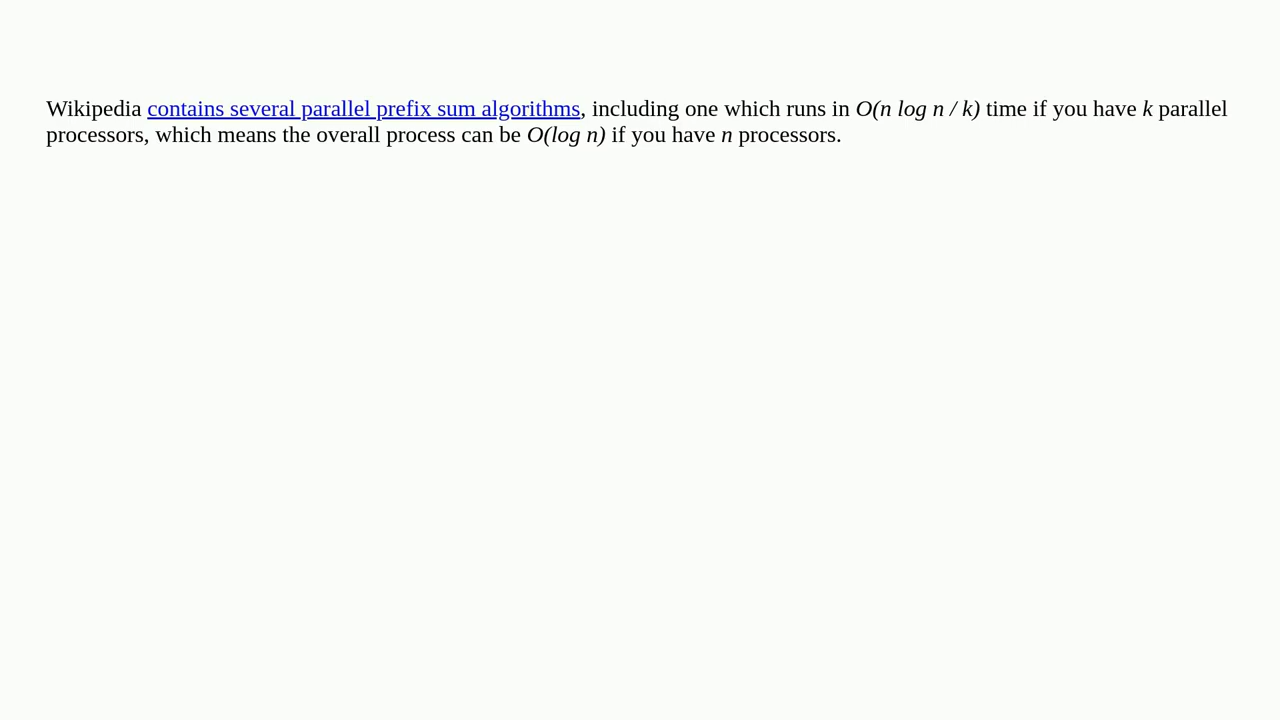 Wikipedia contains several parallel prefix sum algorithms, including one which runs in O(n log n / k) time if you have k parallel
processors, which means the overall process can be O(log n) if you have n processors.